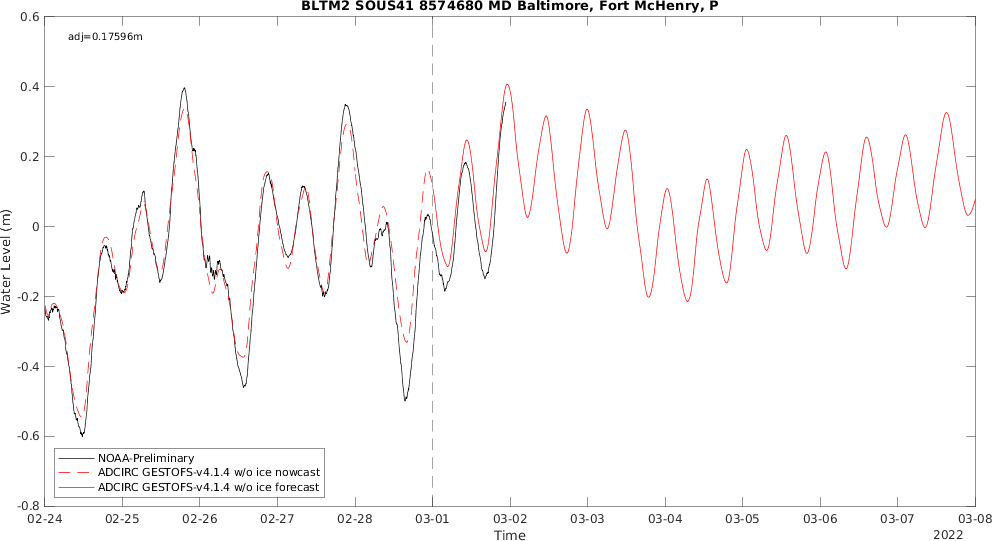 BLTM2 SOUS41 8574680 MD Baltimore, Fort McHenry, P
adj=0.17596m
Water Level (m)
0.6
0.4
0.2
0
-0.2
-0.4
-0.6
-0.8
NOAA-Preliminary
ADCIRC GESTOFS-v4.1.4 w/o ice nowcast
ADCIRC GESTOFS-v4.1.4 w/o ice forecast
02-24 02-25 02-26 02-27 02-28 03-01 03-02 03-03 03-04 03-05 03-06 03-07 03-08
Time
2022